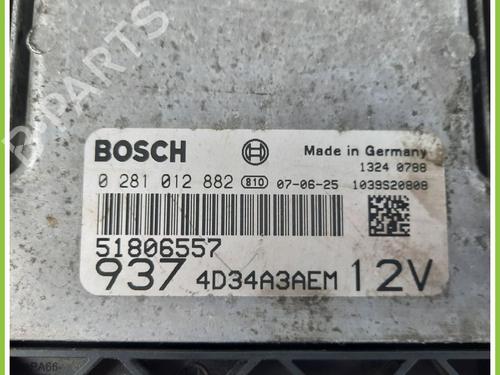 B-PARTS
BOSCH
Made in Germany
1324 0788
0 281 012 882 810 07-06-25 1039S20808
51806557
937 4D34A3AEM 12V
PA66-